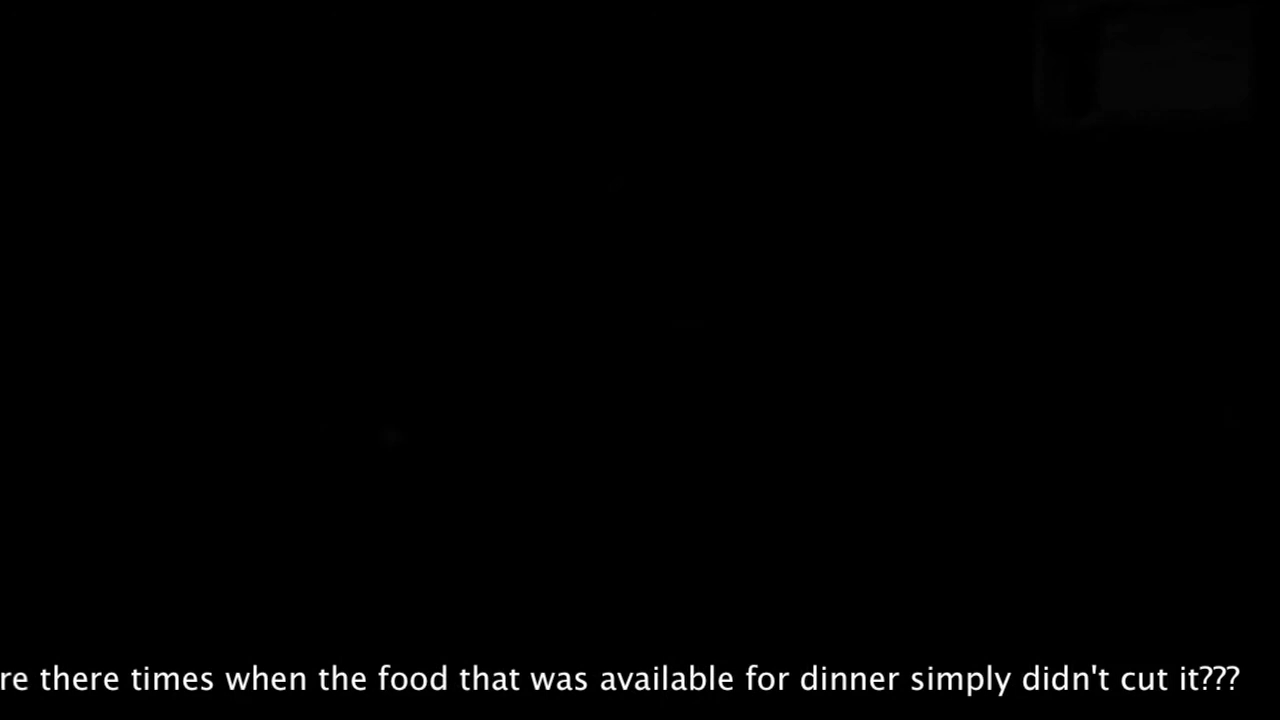 re there times when the food that was available for dinner simply didn't cut it???